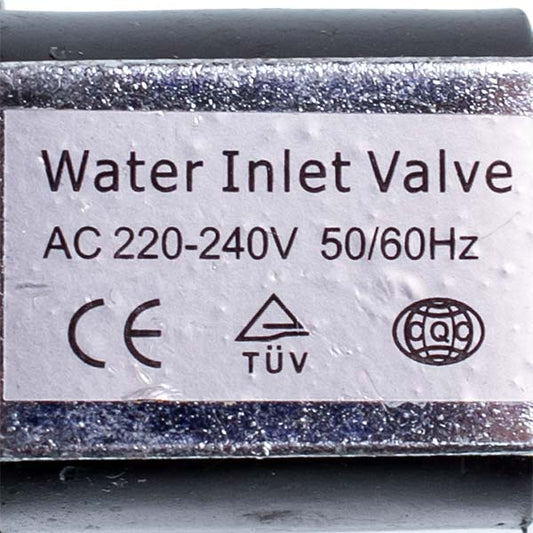 Water Inlet Valve
AC 220-240V 50/60Hz
CE TÜV CQC